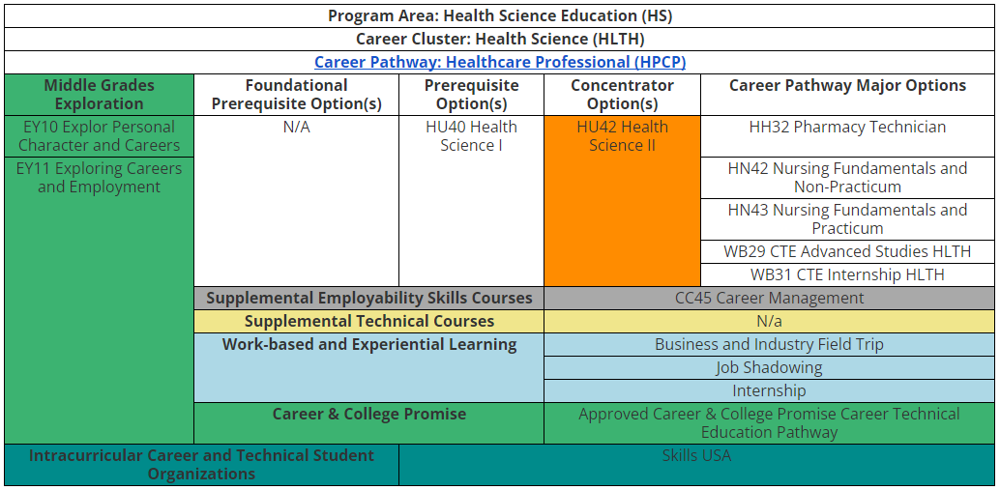 Program Area: Health Science Education (HS)
Career Cluster: Health Science (HLTH)
Career Pathway: Healthcare Professional (HPCP)
Middle Grades
Exploration
Foundational
Prerequisite Option(s)
Prerequisite
Option(s)
Concentrator
Option(s)
Career Pathway Major Options
EY10 Explor Personal
Character and Careers
N/A
HU40 Health
Science I
HU42 Health
Science II
HH32 Pharmacy Technician
EY11 Exploring Careers
and Employment
HN42 Nursing Fundamentals and
Non-Practicum
HN43 Nursing Fundamentals and
Practicum
WB29 CTE Advanced Studies HLTH
WB31 CTE Internship HLTH
Supplemental Employability Skills Courses
CC45 Career Management
Supplemental Technical Courses
N/a
Work-based and Experiential Learning
Business and Industry Field Trip
Job Shadowing
Internship
Career & College Promise
Approved Career & College Promise Career Technical
Education Pathway
Intracurricular Career and Technical Student
Organizations
Skills USA